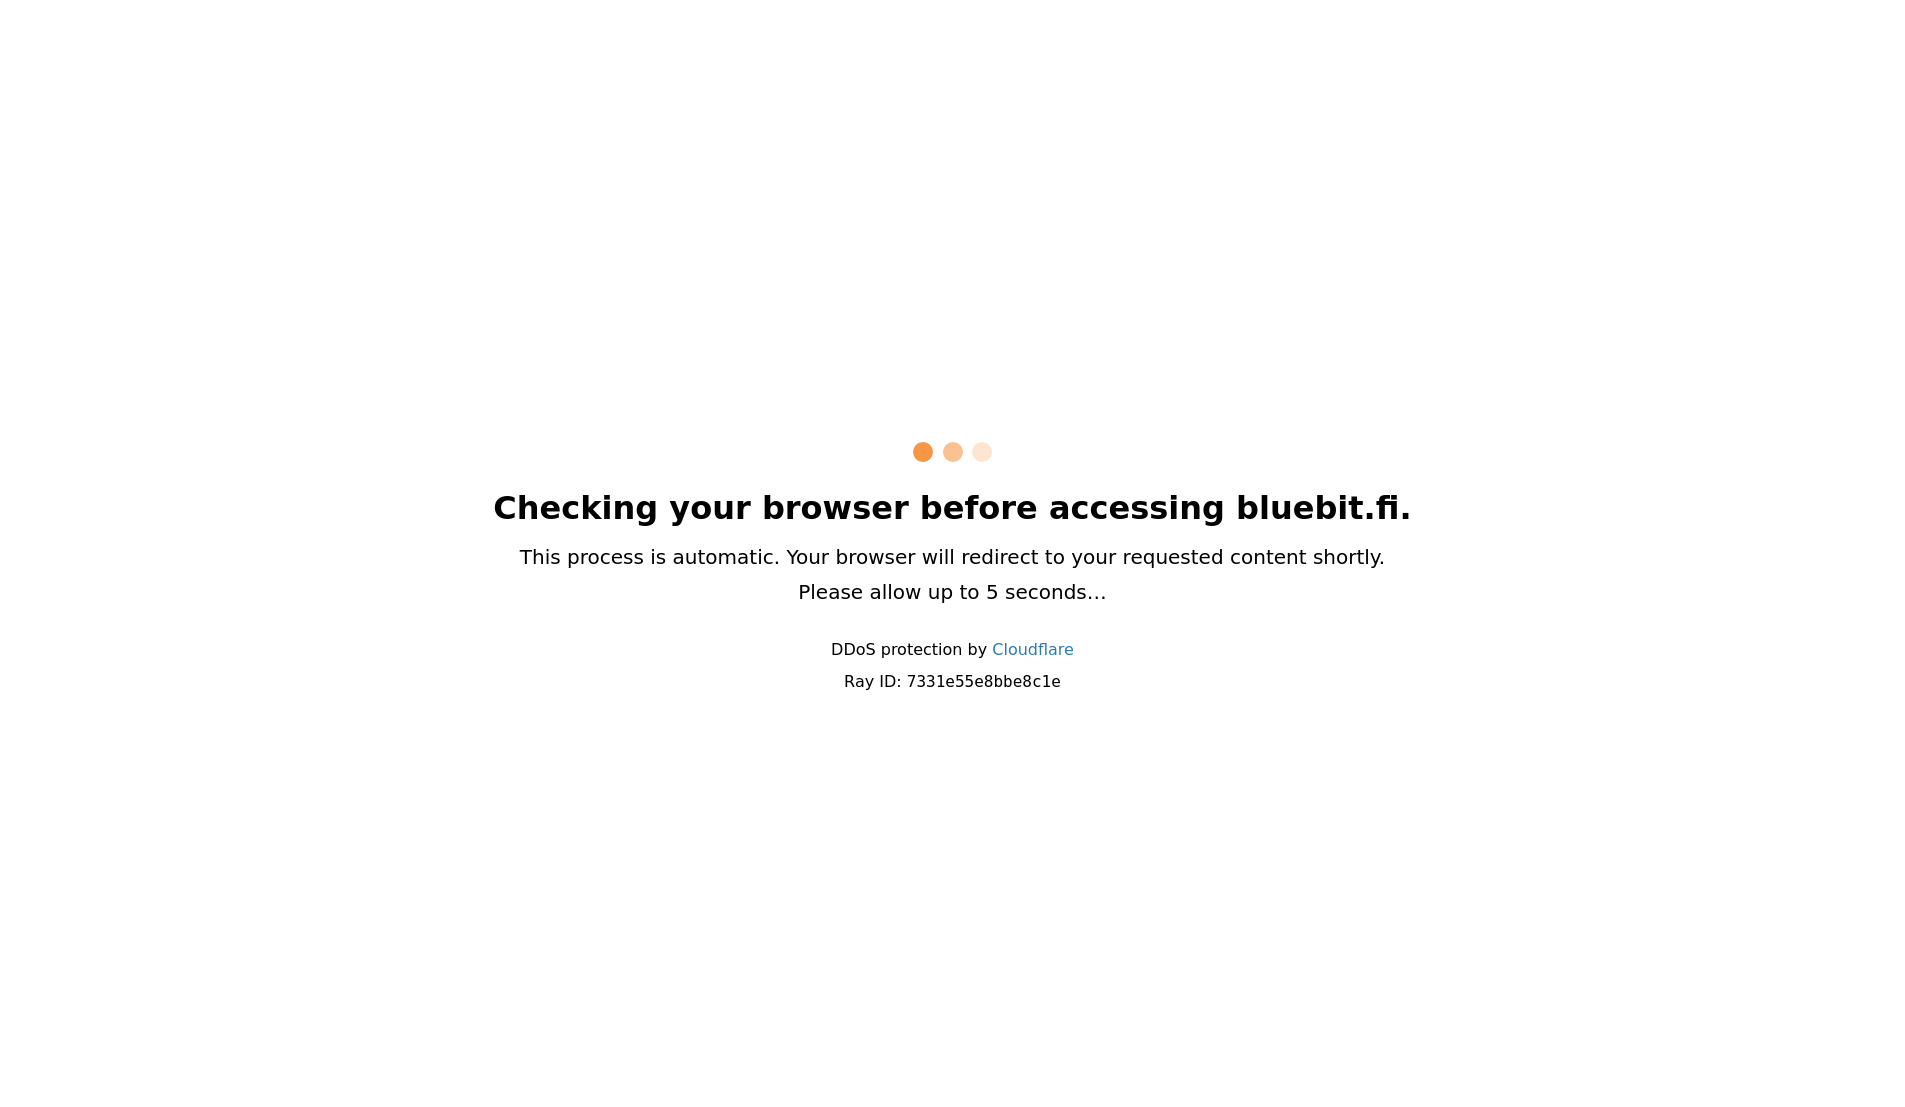 Checking your browser before accessing bluebit.fi.
This process is automatic. Your browser will redirect to your requested content shortly.
Please allow up to 5 seconds…
DDoS protection by Cloudflare
Ray ID: 7331e55e8bbe8c1e